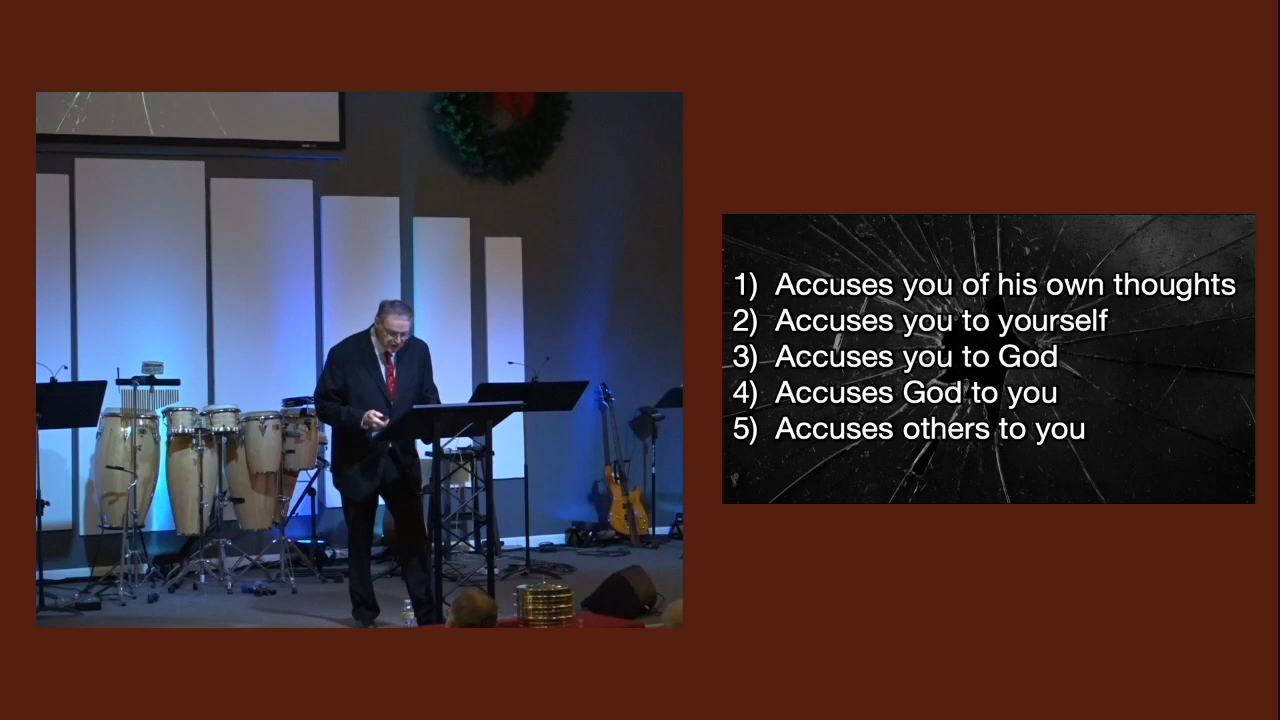 1) Accuses you of his own thoughts
2) Accuses you to yourself
3) Accuses you to God
4) Accuses God to you
5) Accuses others to you